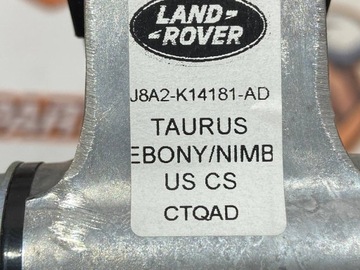 LAND-
-ROVER
J8A2-K14181-AD
TAURUS
EBONY/NIMB
US CS
CTQAD